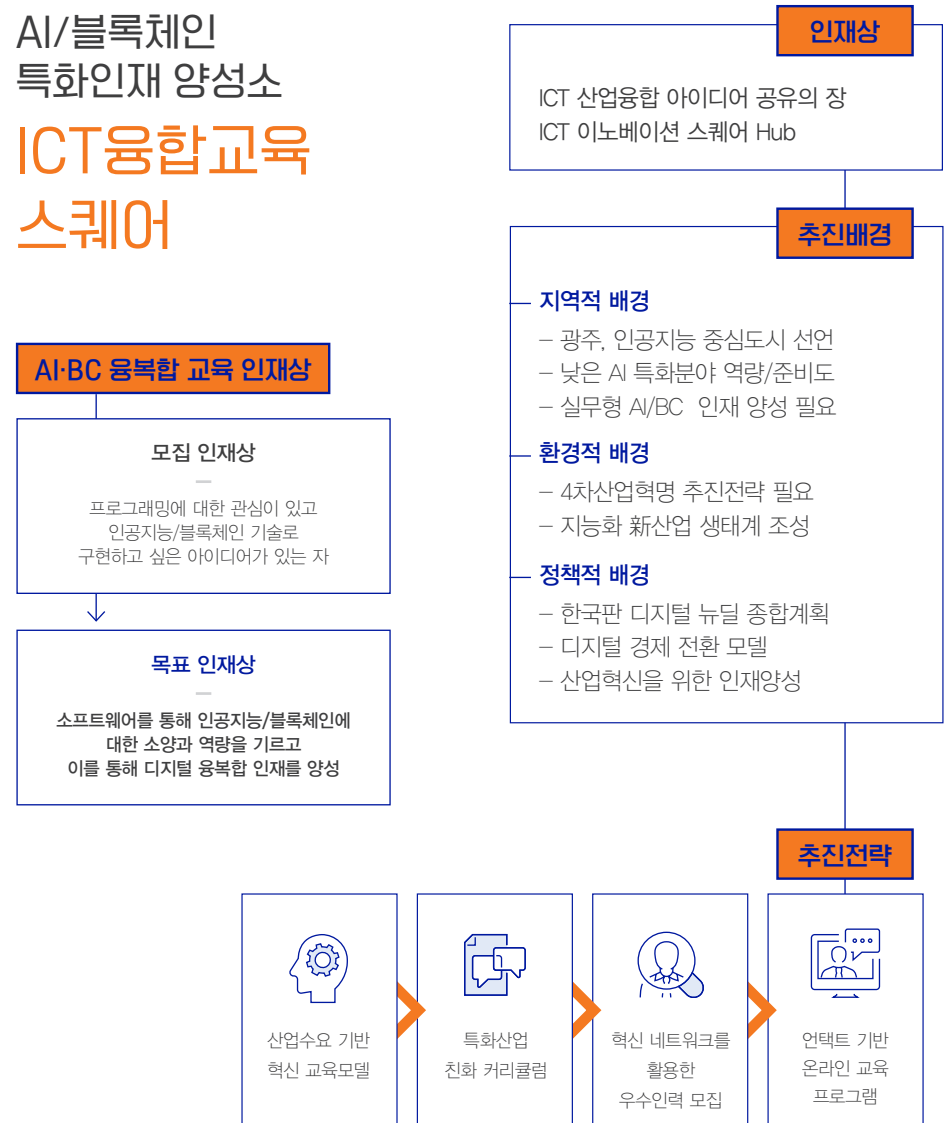 AI/블록체인
특화인재 양성소
ICT융합교육
스퀘어
AI·BC 융복합 교육 인재상
모집 인재상
프로그래밍에 대한 관심이 있고
인공지능/블록체인 기술로
구현하고 싶은 아이디어가 있는 자
목표 인재상
소프트웨어를 통해 인공지능/블록체인에
대한 소양과 역량을 기르고
이를 통해 디지털 융복합 인재를 양성
인재상
ICT 산업융합 아이디어 공유의 장
ICT 이노베이션 스퀘어 Hub
추진배경
지역적 배경
– 광주, 인공지능 중심도시 선언
– 낮은 AI 특화분야 역량/준비도
– 실무형 AI/BC 인재 양성 필요
환경적 배경
– 4차산업혁명 추진전략 필요
– 지능화 新산업 생태계 조성
정책적 배경
– 한국판 디지털 뉴딜 종합계획
– 디지털 경제 전환 모델
– 산업혁신을 위한 인재양성
추진전략
산업수요 기반
혁신 교육모델
특화산업
친화 커리큘럼
혁신 네트워크를
활용한
우수인력 모집
언택트 기반
온라인 교육
프로그램